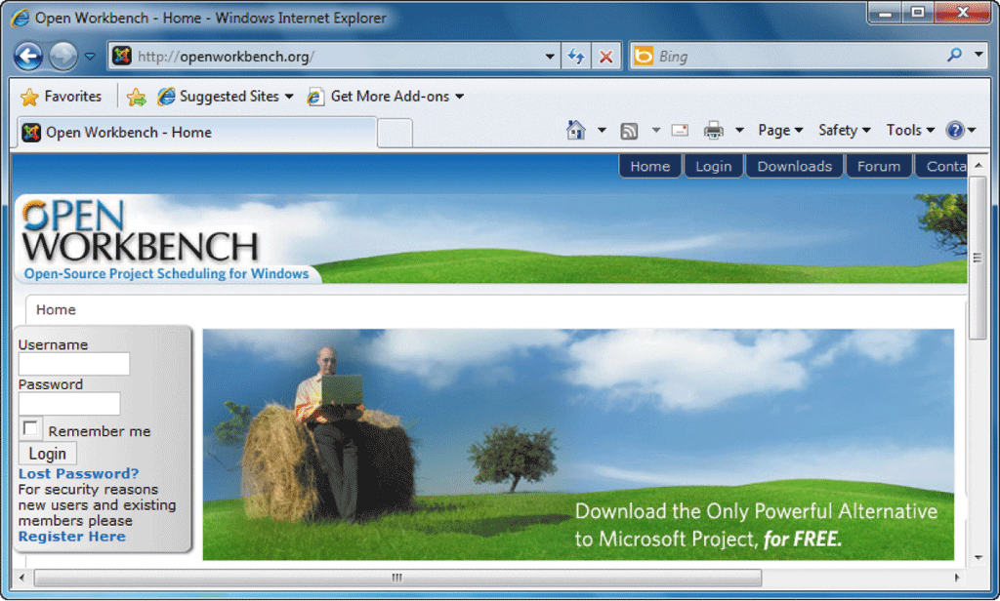 Open Workbench - Home - Windows Internet Explorer
http://openworkbench.org/
Bing
Favorites Suggested Sites Get More Add-ons
Open Workbench - Home
Page Safety Tools
Home Login Downloads Forum Conta
OPEN
WORKBENCH
Open-Source Project Scheduling for Windows
Home
Username
Password
Remember me
Login
Lost Password?
For security reasons
new users and existing
members please
Register Here
Download the Only Powerful Alternative
to Microsoft Project, for FREE.